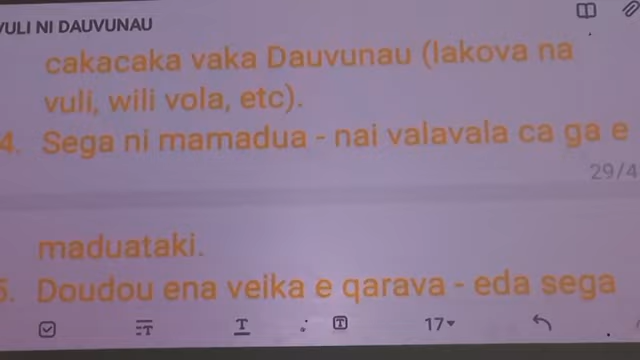 VULI NI DAUVUNAU
cakacaka vaka Dauvunau (lakova na
vuli, wili vola, etc).
4. Sega ni mamadua - nai valavala ca ga e
29/4
maduataki.
5. Doudou ena veika e qarava - eda sega
17